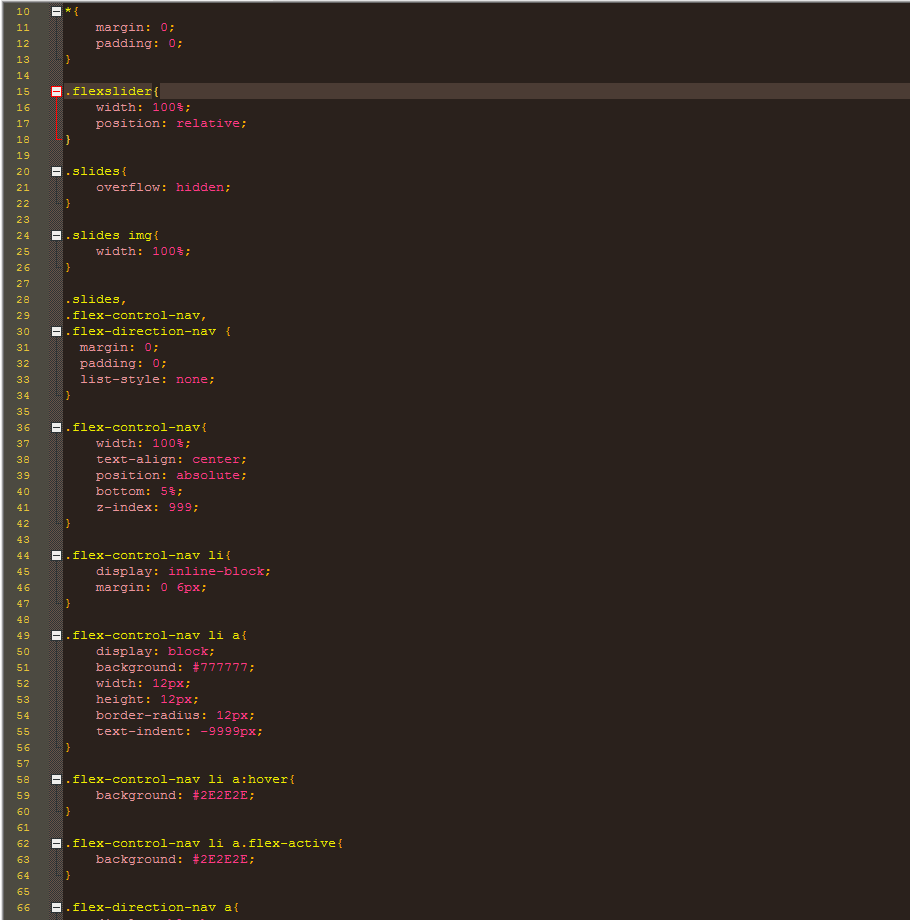 10 *{
11     margin: 0;
12     padding: 0;
13 }
14
15 .flexslider{
16     width: 100%;
17     position: relative;
18 }
19
20 .slides{
21     overflow: hidden;
22 }
23
24 .slides img{
25     width: 100%;
26 }
27
28 .slides,
29 .flex-control-nav,
30 .flex-direction-nav {
31   margin: 0;
32   padding: 0;
33   list-style: none;
34 }
35
36 .flex-control-nav{
37     width: 100%;
38     text-align: center;
39     position: absolute;
40     bottom: 5%;
41     z-index: 999;
42 }
43
44 .flex-control-nav li{
45     display: inline-block;
46     margin: 0 6px;
47 }
48
49 .flex-control-nav li a{
50     display: block;
51     background: #777777;
52     width: 12px;
53     height: 12px;
54     border-radius: 12px;
55     text-indent: -9999px;
56 }
57
58 .flex-control-nav li a:hover{
59     background: #2E2E2E;
60 }
61
62 .flex-control-nav li a.flex-active{
63     background: #2E2E2E;
64 }
65
66 .flex-direction-nav a{